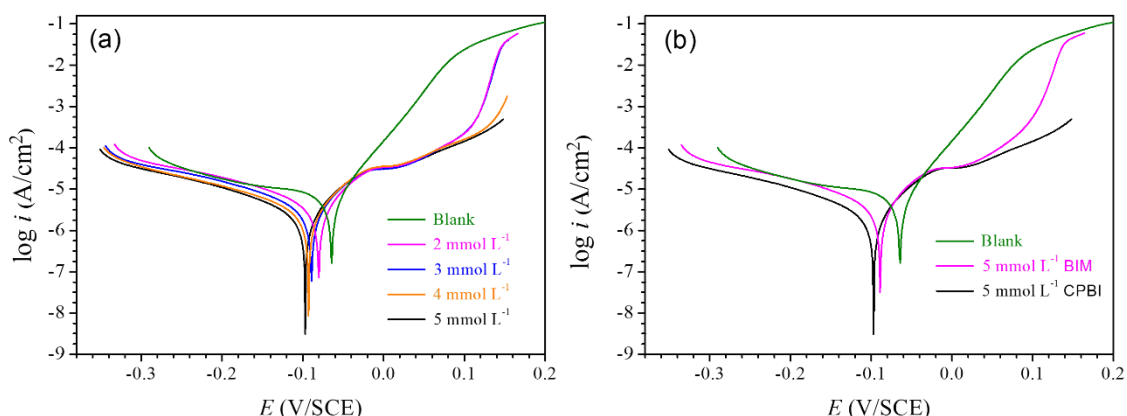 (a)
log i (A/cm²)
-1
-2
-3
-4
-5
-6
-7
-8
-9
Blank
2 mmol L⁻¹
3 mmol L⁻¹
4 mmol L⁻¹
5 mmol L⁻¹
-0.3 -0.2 -0.1 0.0 0.1 0.2
E (V/SCE)
(b)
log i (A/cm²)
-1
-2
-3
-4
-5
-6
-7
-8
-9
Blank
5 mmol L⁻¹ BIM
5 mmol L⁻¹ CPBI
-0.3 -0.2 -0.1 0.0 0.1 0.2
E (V/SCE)